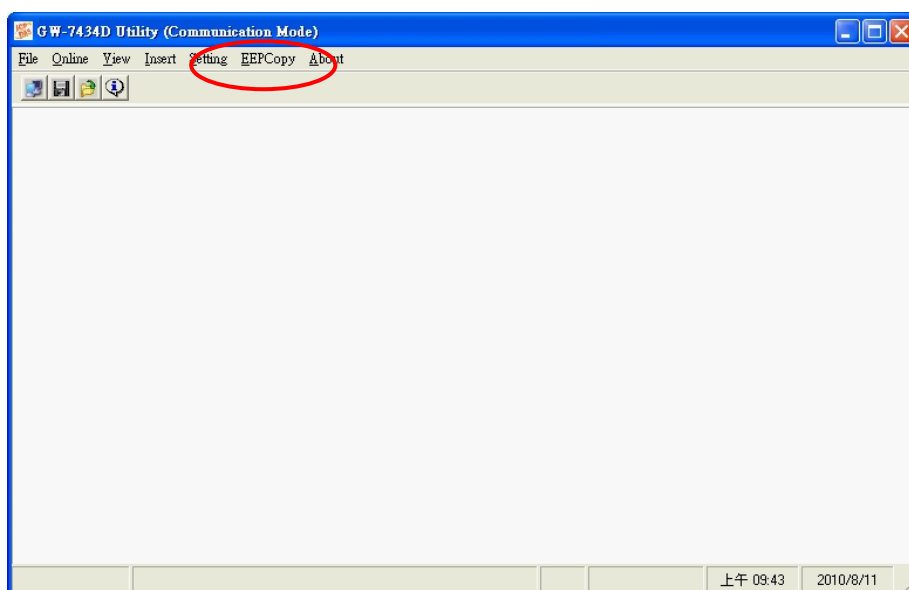 GW-7434D Utility (Communication Mode)
File Online View Insert Setting EEPCopy About
上午 09:43 2010/8/11